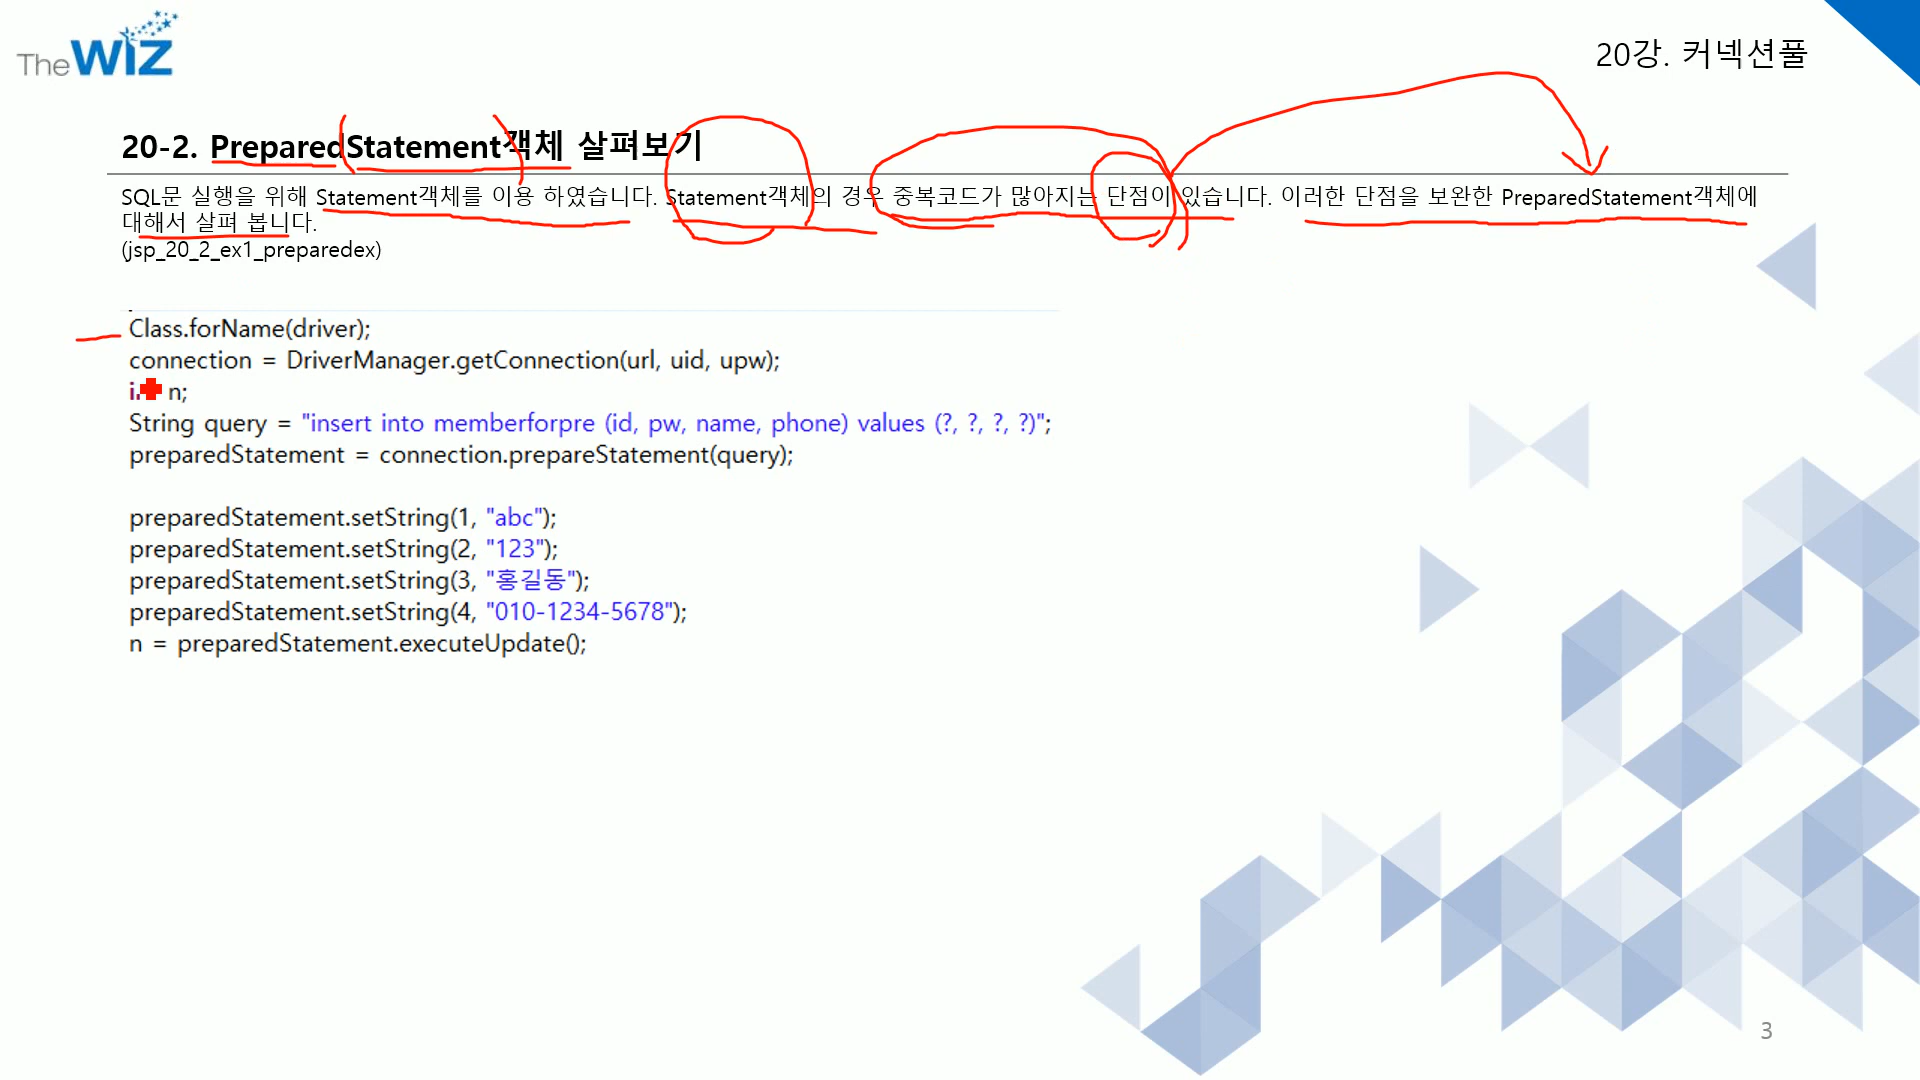 The WIZ
20강. 커넥션풀
20-2. PreparedStatement객체 살펴보기
SQL문 실행을 위해 Statement객체를 이용 하였습니다. Statement객체의 경우 중복코드가 많아지는 단점이 있습니다. 이러한 단점을 보완한 PreparedStatement객체에
대해서 살펴 봅니다.
(jsp_20_2_ex1_preparedex)
Class.forName(driver);
connection = DriverManager.getConnection(url, uid, upw);
n;
String query = "insert into memberforpre (id, pw, name, phone) values (?, ?, ?, ?)";
preparedStatement = connection.prepareStatement(query);
preparedStatement.setString(1, "abc");
preparedStatement.setString(2, "123");
preparedStatement.setString(3, "홍길동");
preparedStatement.setString(4, "010-1234-5678");
n = preparedStatement.executeUpdate();
3